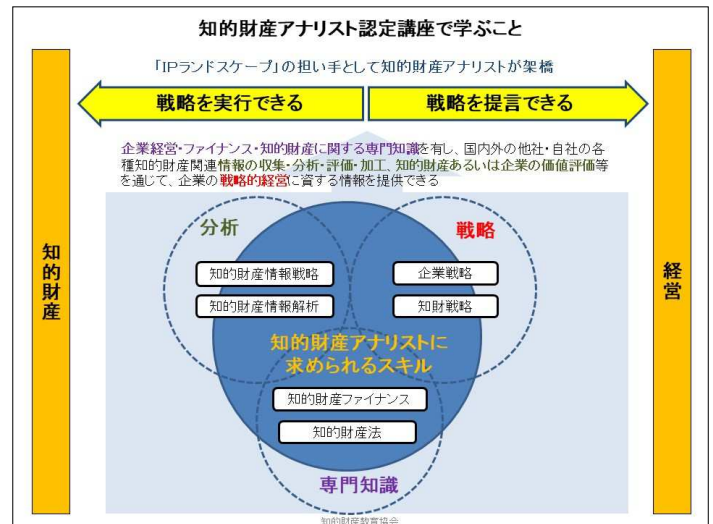 知的財産アナリスト認定講座で学ぶこと
「IPランドスケープ」の担い手として知的財産アナリストが架橋
戦略を実行できる
戦略を提言できる
企業経営・ファイナンス・知的財産に関する専門知識を有し、国内外の他社・自社の各
種知的財産関連情報の収集・分析・評価・加工、知的財産あるいは企業の価値評価等
を通じて、企業の戦略的経営に資する情報を提供できる
知的財産
経営
分析
戦略
知的財産情報戦略
企業戦略
知的財産情報解析
知財戦略
知的財産アナリストに
求められるスキル
知的財産ファイナンス
知的財産法
専門知識
知的財産教育協会